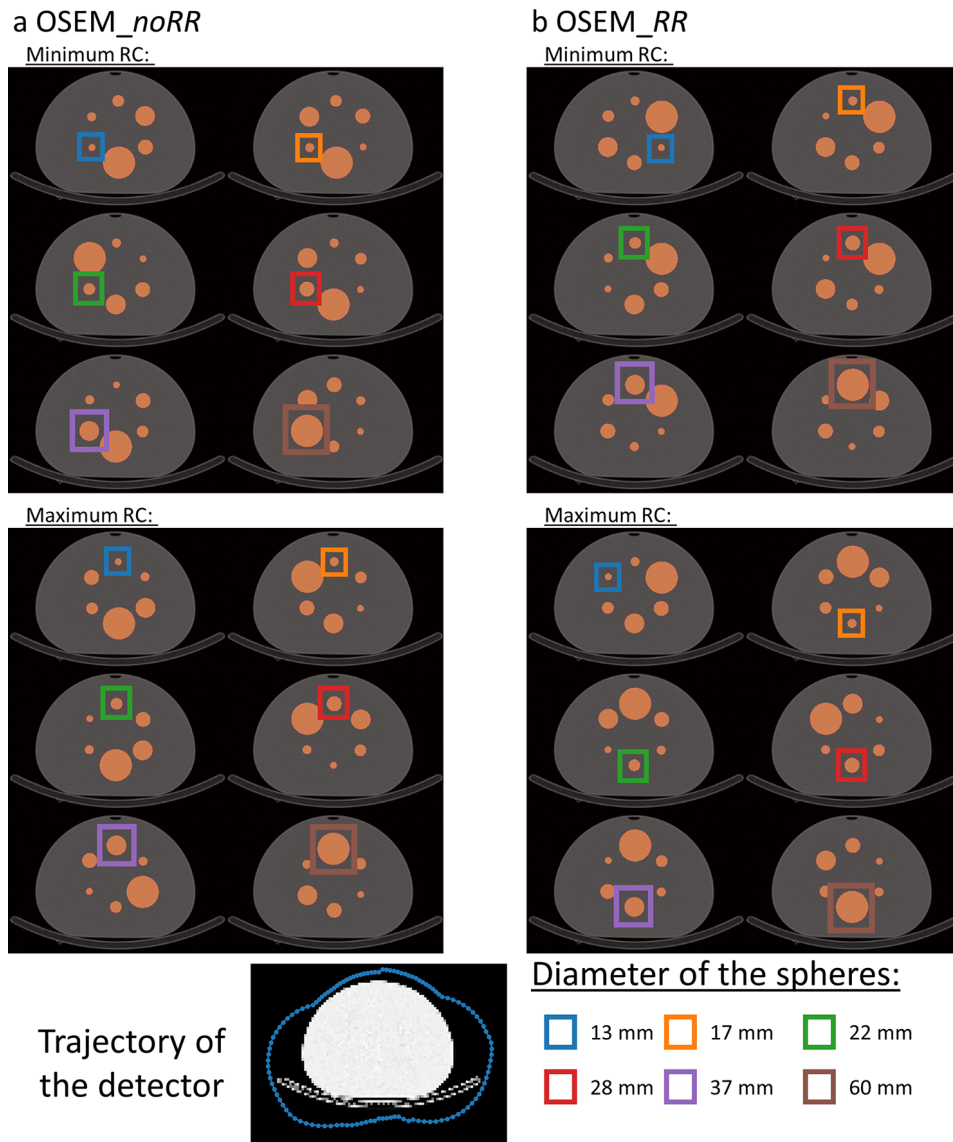 a OSEM_noRR
Minimum RC:
b OSEM_RR
Minimum RC:
Maximum RC:
Maximum RC:
Trajectory of
the detector
Diameter of the spheres:
13 mm 17 mm 22 mm
28 mm 37 mm 60 mm